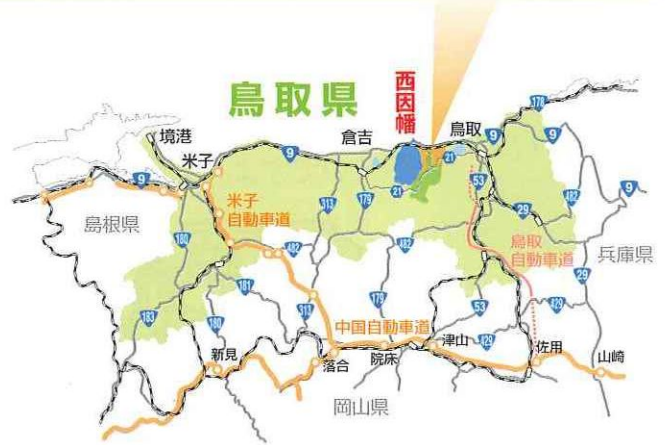 鳥取県
西因幡
境港
米子
倉吉
鳥取
178
9
9
21
9
53
482
9
島根県
米子
自動車道
313
179
21
29
鳥取
自動車道
兵庫県
180
482
482
29
183
181
180
313
179
53
429
中国自動車道
津山
429
佐用
新見
落合
院庄
山崎
岡山県